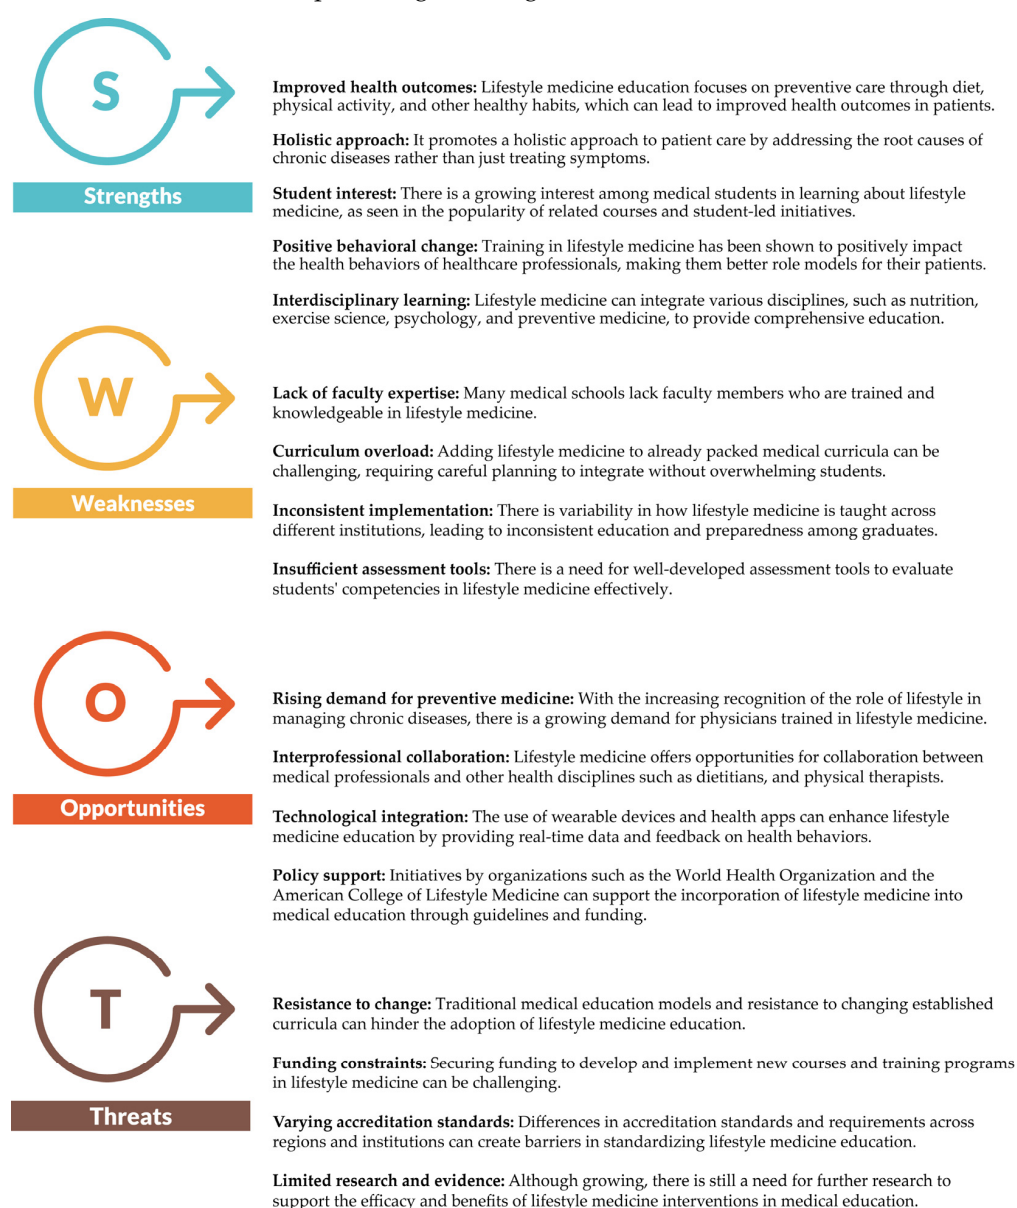 S
Strengths
Improved health outcomes: Lifestyle medicine education focuses on preventive care through diet,
physical activity, and other healthy habits, which can lead to improved health outcomes in patients.
Holistic approach: It promotes a holistic approach to patient care by addressing the root causes of
chronic diseases rather than just treating symptoms.
Student interest: There is a growing interest among medical students in learning about lifestyle
medicine, as seen in the popularity of related courses and student-led initiatives.
Positive behavioral change: Training in lifestyle medicine has been shown to positively impact
the health behaviors of healthcare professionals, making them better role models for their patients.
Interdisciplinary learning: Lifestyle medicine can integrate various disciplines, such as nutrition,
exercise science, psychology, and preventive medicine, to provide comprehensive education.
W
Weaknesses
Lack of faculty expertise: Many medical schools lack faculty members who are trained and
knowledgeable in lifestyle medicine.
Curriculum overload: Adding lifestyle medicine to already packed medical curricula can be
challenging, requiring careful planning to integrate without overwhelming students.
Inconsistent implementation: There is variability in how lifestyle medicine is taught across
different institutions, leading to inconsistent education and preparedness among graduates.
Insufficient assessment tools: There is a need for well-developed assessment tools to evaluate
students' competencies in lifestyle medicine effectively.
O
Opportunities
Rising demand for preventive medicine: With the increasing recognition of the role of lifestyle in
managing chronic diseases, there is a growing demand for physicians trained in lifestyle medicine.
Interprofessional collaboration: Lifestyle medicine offers opportunities for collaboration between
medical professionals and other health disciplines such as dietitians, and physical therapists.
Technological integration: The use of wearable devices and health apps can enhance lifestyle
medicine education by providing real-time data and feedback on health behaviors.
Policy support: Initiatives by organizations such as the World Health Organization and the
American College of Lifestyle Medicine can support the incorporation of lifestyle medicine into
medical education through guidelines and funding.
T
Threats
Resistance to change: Traditional medical education models and resistance to changing established
curricula can hinder the adoption of lifestyle medicine education.
Funding constraints: Securing funding to develop and implement new courses and training programs
in lifestyle medicine can be challenging.
Varying accreditation standards: Differences in accreditation standards and requirements across
regions and institutions can create barriers in standardizing lifestyle medicine education.
Limited research and evidence: Although growing, there is still a need for further research to
support the efficacy and benefits of lifestyle medicine interventions in medical education.